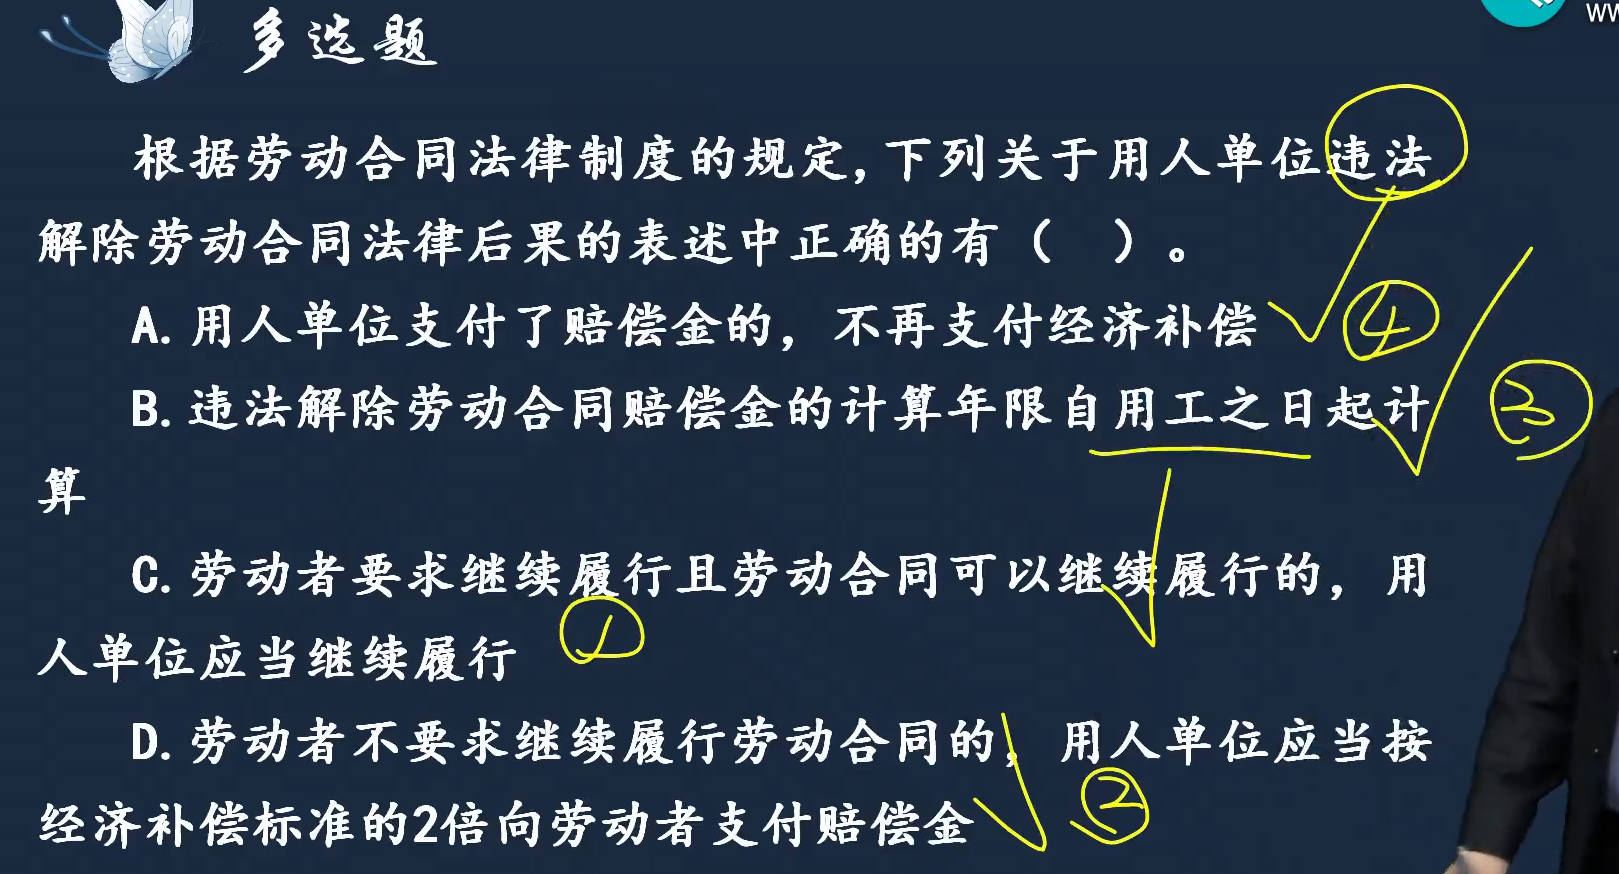 多选题
根据劳动合同法律制度的规定,下列关于用人单位违法
解除劳动合同法律后果的表述中正确的有（ ）。
A.用人单位支付了赔偿金的，不再支付经济补偿
④
B.违法解除劳动合同赔偿金的计算年限自用工之日起计
③
算
C.劳动者要求继续履行且劳动合同可以继续履行的，用
人单位应当继续履行
①
D.劳动者不要求继续履行劳动合同的，用人单位应当按
经济补偿标准的2倍向劳动者支付赔偿金
②